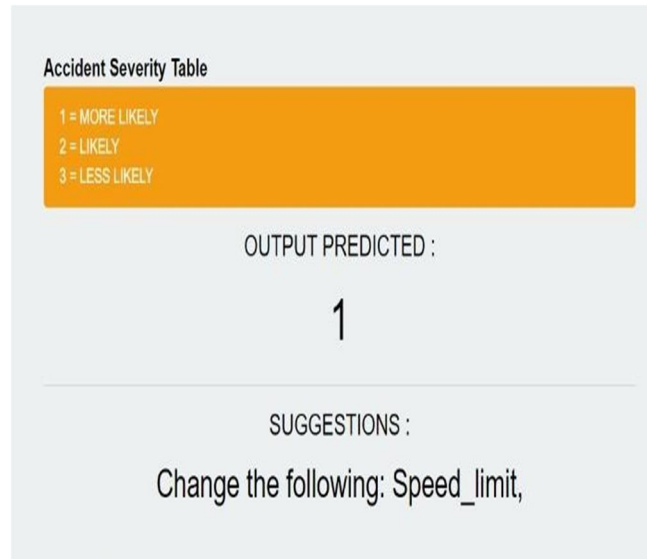 Accident Severity Table
1 = MORE LIKELY
2 = LIKELY
3 = LESS LIKELY
OUTPUT PREDICTED :
1
SUGGESTIONS :
Change the following: Speed_limit,